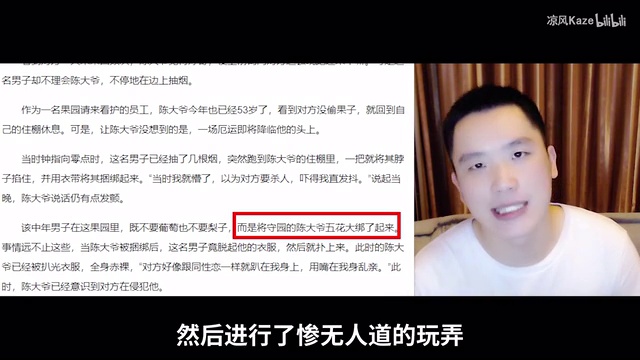 凉风Kaze bilibili
名男子却不理会陈大爷，不停地在边上抽烟。
作为一名果园请来看护的员工，陈大爷今年也已经53岁了，看到对方没偷果子，就回到自
己的住棚休息。可是，让陈大爷没想到的是，一场厄运即将降临他的头上。
当时钟指向零点时，这名男子已经抽了几根烟，突然跑到陈大爷的住棚里，一把就将其脖
子掐住，并用衣带将其捆绑起来。“当时我就懵了，以为对方要杀人，吓得我直发抖。”说起当
晚，陈大爷说话仍有点发颤。
该中年男子在这果园里，既不要葡萄也不要梨子，而是将守园的陈大爷五花大绑了起来。
事情远不止这些，当陈大爷被捆绑后，这名男子竟脱起他的衣服，然后就扑上来。此时的陈大
爷已经被扒光衣服，全身赤裸，“对方好像跟同性恋一样就趴在我身上，用嘴在我身乱亲。”此
时，陈大爷已经意识到对方在侵犯他。
然后进行了惨无人道的玩弄